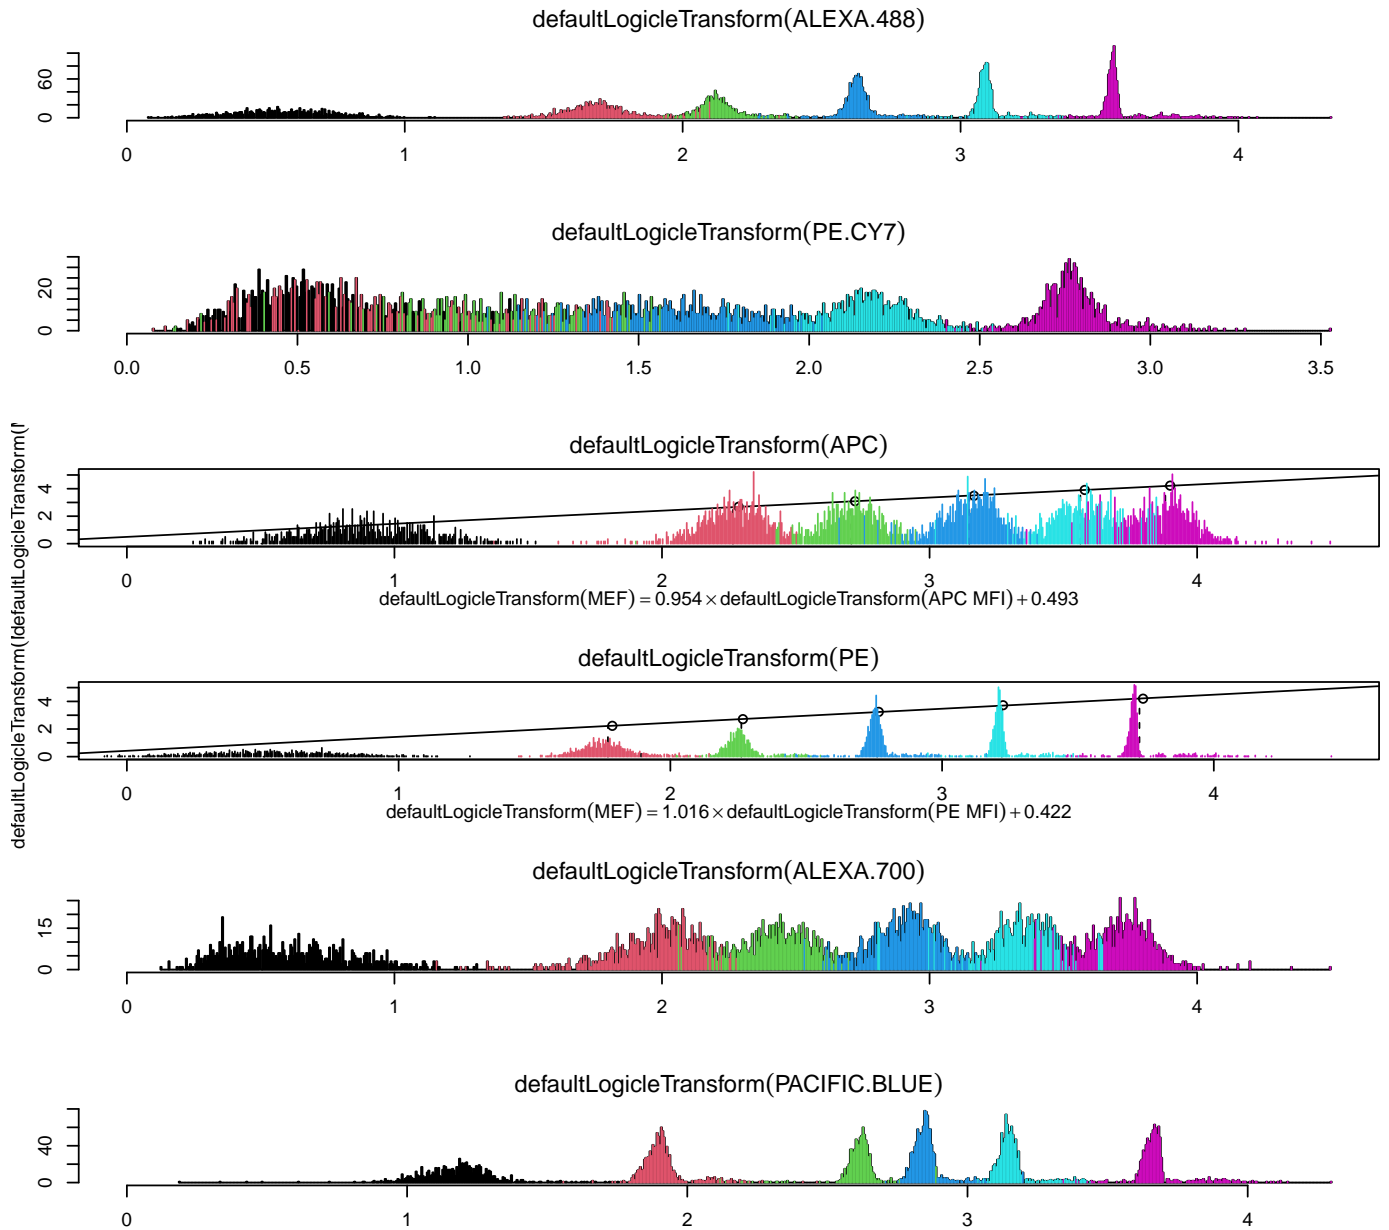 defaultLogicleTransform(ALEXA.488)
60
0
0 1 2 3 4
defaultLogicleTransform(PE.CY7)
20
0
0.0 0.5 1.0 1.5 2.0 2.5 3.0 3.5
defaultLogicleTransform(APC)
4
2
0
0 1 2 3 4
defaultLogicleTransform(MEF) = 0.954 × defaultLogicleTransform(APC MFI) + 0.493
defaultLogicleTransform(PE)
4
2
0
0 1 2 3 4
defaultLogicleTransform(MEF) = 1.016 × defaultLogicleTransform(PE MFI) + 0.422
defaultLogicleTransform(ALEXA.700)
15
0
0 1 2 3 4
defaultLogicleTransform(PACIFIC.BLUE)
40
0
0 1 2 3 4